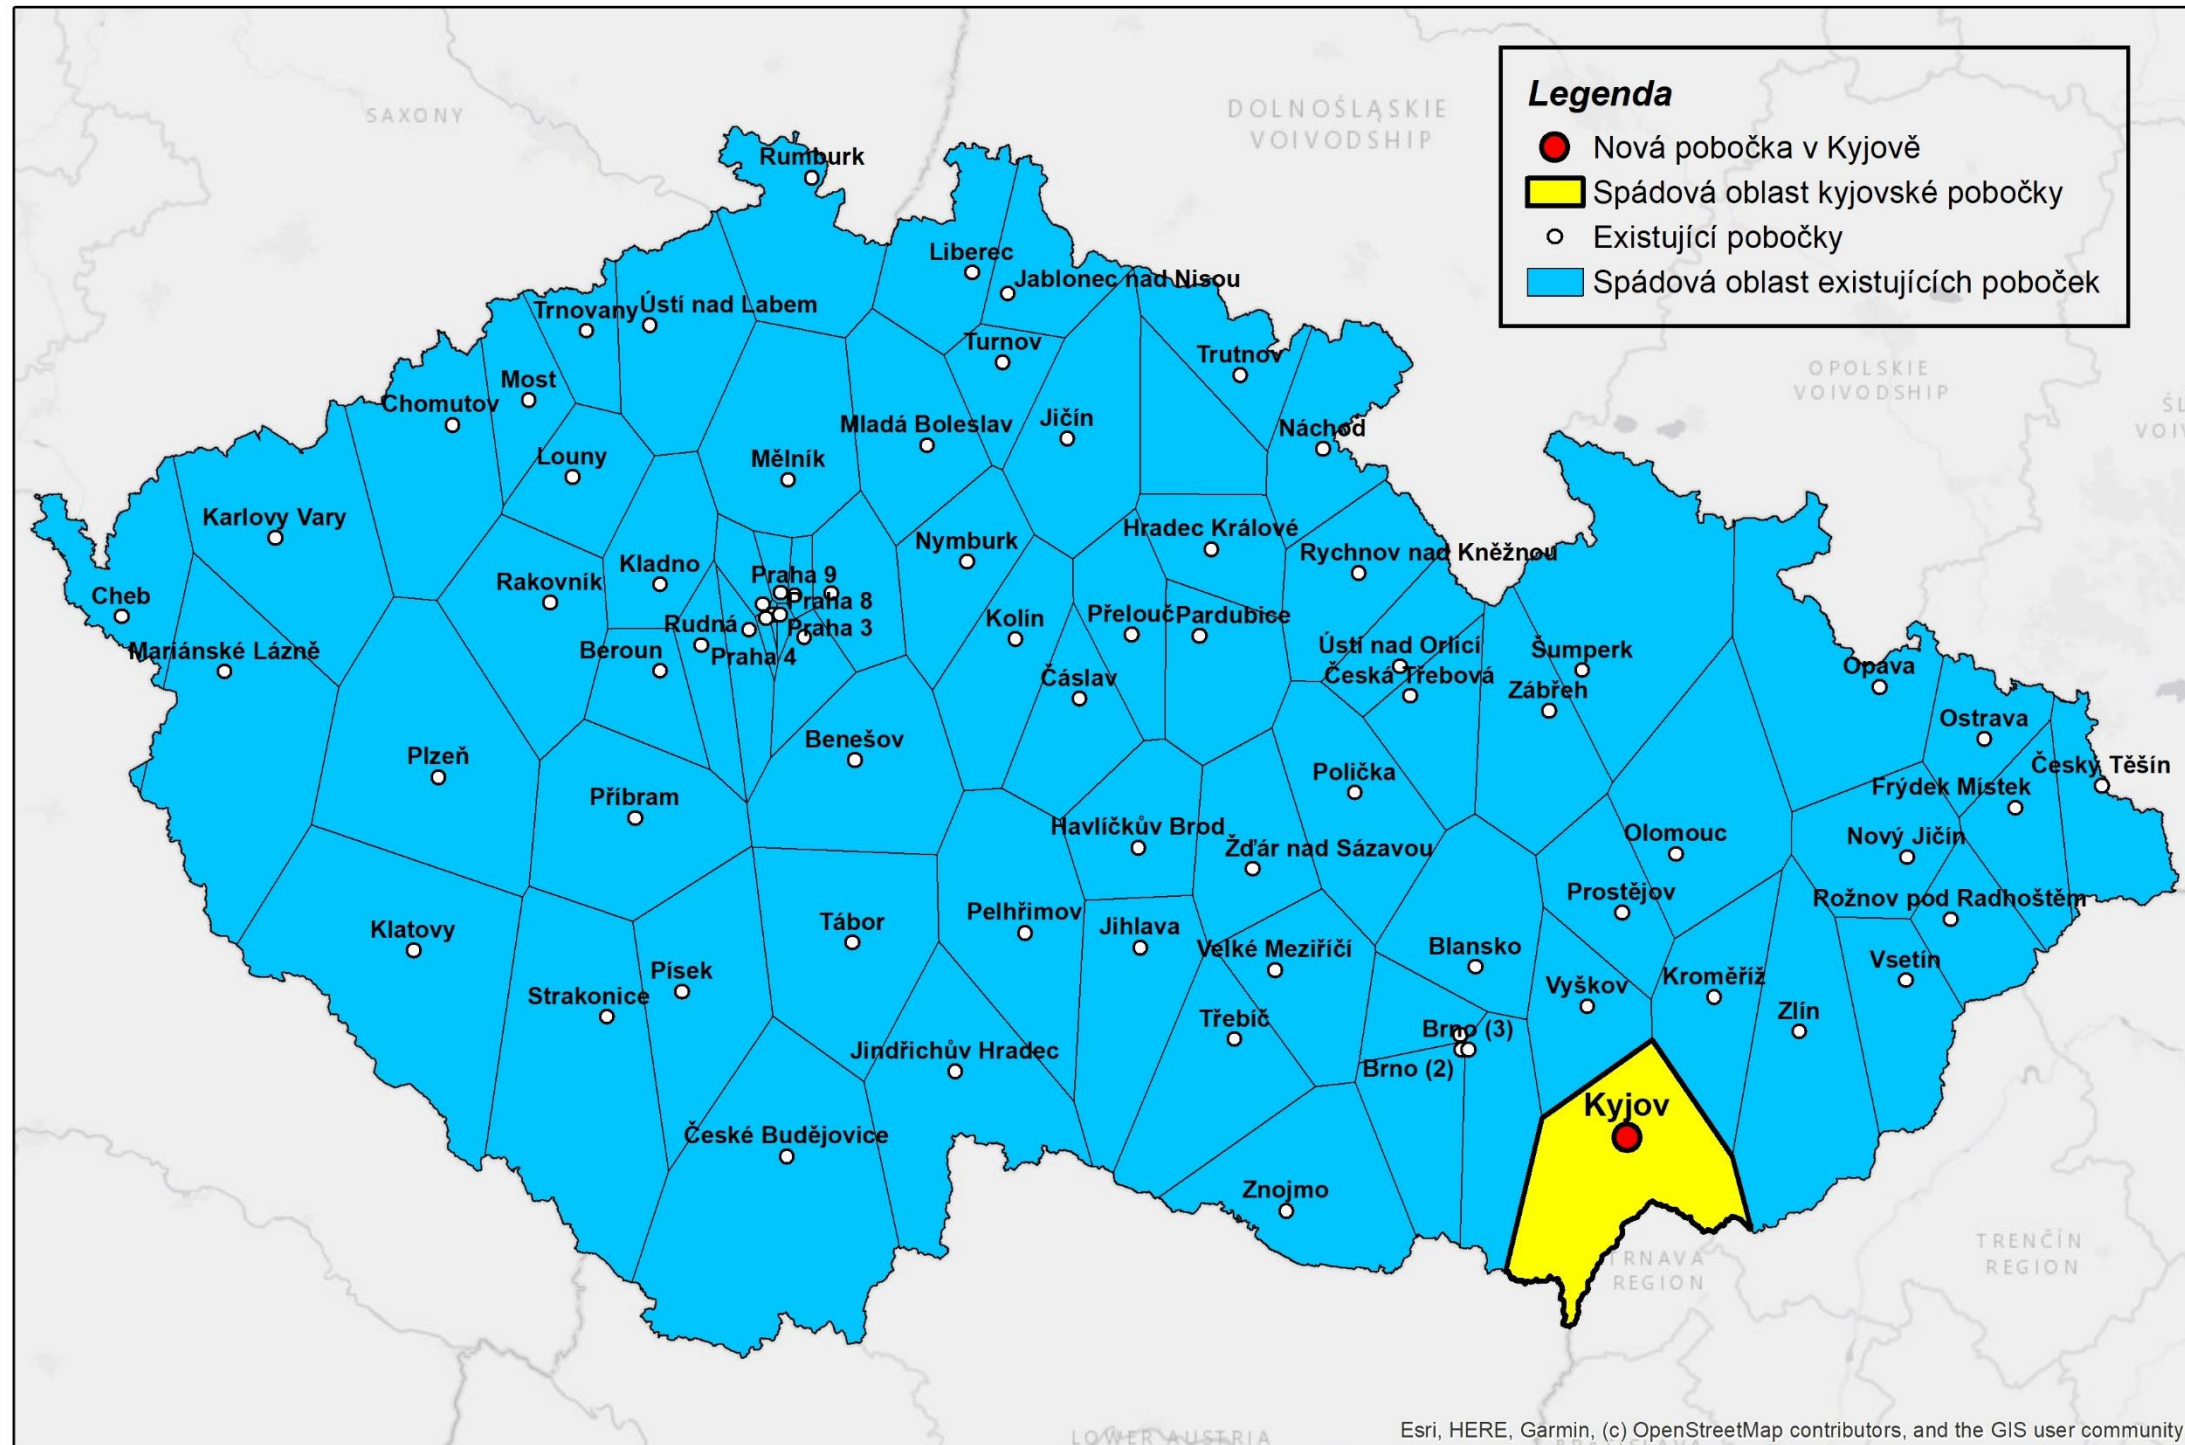 SAXONY
DOLNOŚLĄSKIE
VOIVODSHIP
Legenda
Nová pobočka v Kyjově
Spádová oblast kyjovské pobočky
Existující pobočky
Spádová oblast existujících poboček
OPOLSKIE
VOIVODSHIP
Rumburk
Liberec
Jablonec nad Nisou
Trnovany
Ústí nad Labem
Turnov
Trutnov
Most
Chomutov
Mladá Boleslav
Jičín
Náchod
Louny
Mělník
Karlovy Vary
Nymburk
Hradec Králové
Rychnov nad Kněžnou
Cheb
Rakovník
Kladno
Praha 9
Praha 8
Rudná
Praha 3
Praha 4
Kolín
Přelouč
Pardubice
Mariánské Lázně
Beroun
Čáslav
Ústí nad Orlicí
Česká Třebová
Šumperk
Zábřeh
Opava
Ostrava
Plzeň
Benešov
Polička
Český Těšín
Frýdek Místek
Příbram
Havlíčkův Brod
Žďár nad Sázavou
Olomouc
Nový Jičín
Prostějov
Rožnov pod Radhoštěm
Klatovy
Tábor
Pelhřimov
Jihlava
Velké Meziříčí
Blansko
Vsetín
Strakonice
Písek
Vyškov
Kroměříž
Zlín
Třebíč
Brno (3)
Brno (2)
Jindřichův Hradec
Kyjov
České Budějovice
Znojmo
TRNAVA
REGION
TRENČÍN
REGION
LOWER AUSTRIA
Esri, HERE, Garmin, (c) OpenStreetMap contributors, and the GIS user community